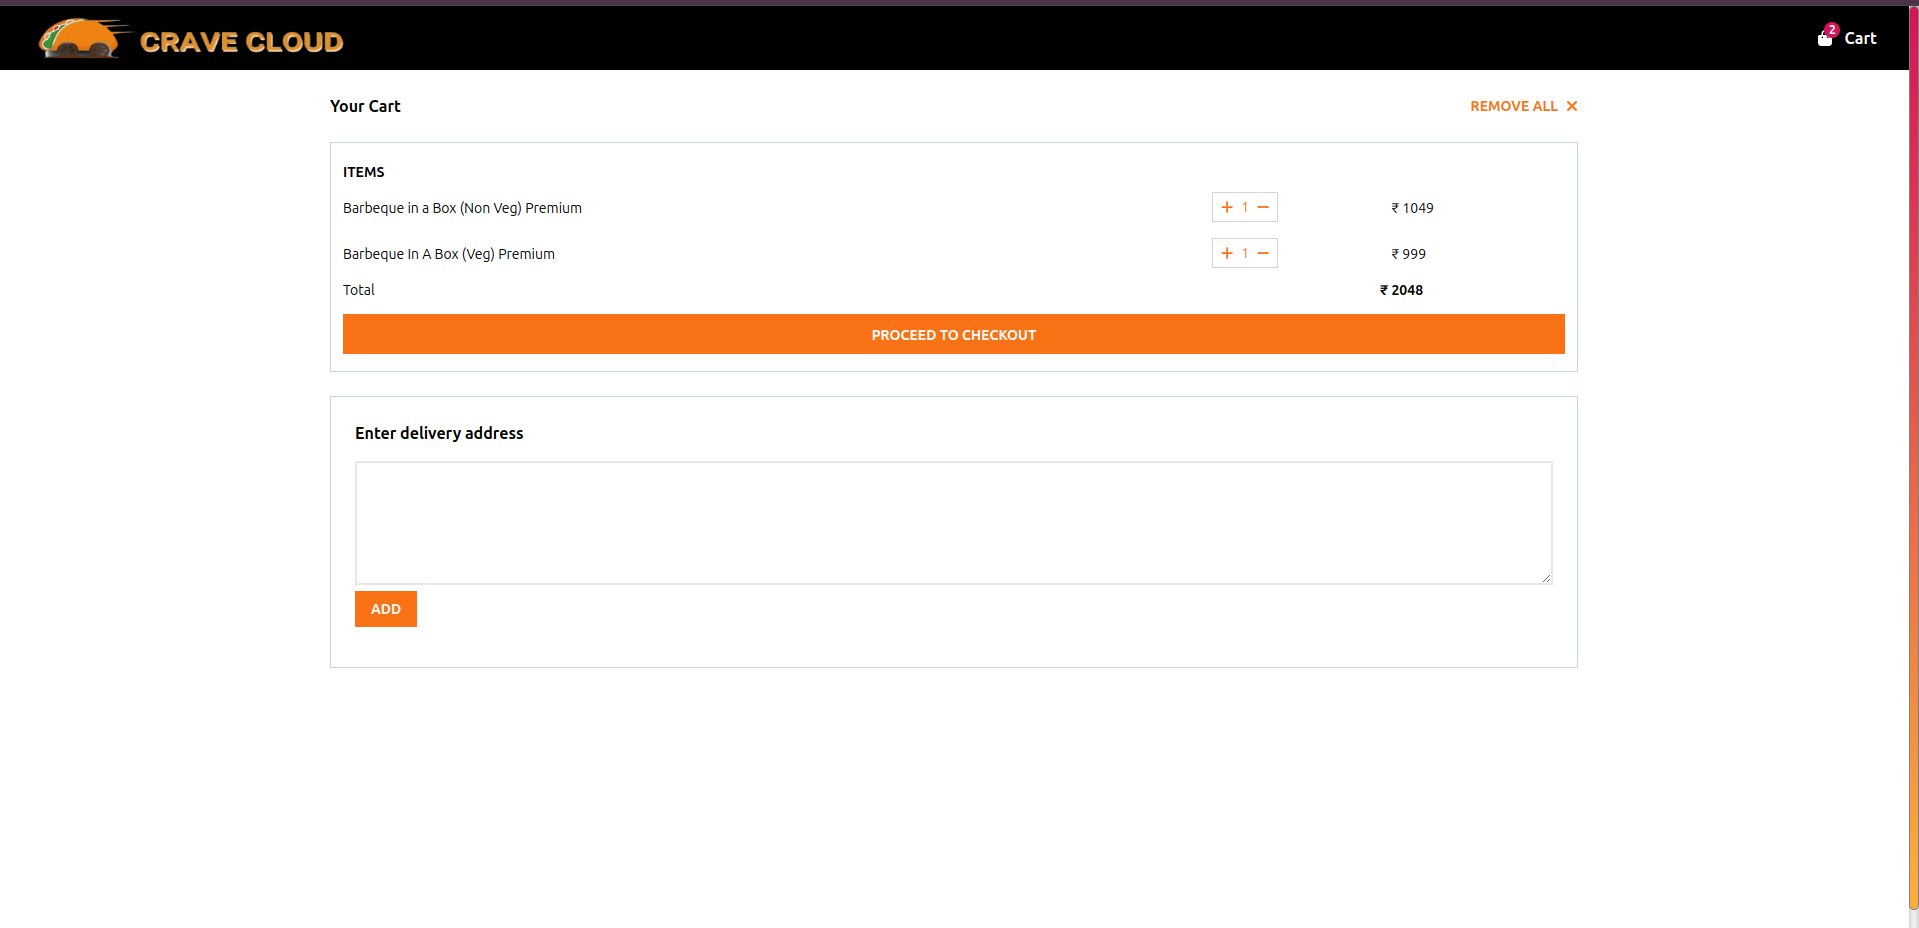 CRAVE CLOUD
2 Cart
Your Cart REMOVE ALL
ITEMS
Barbeque in a Box (Non Veg) Premium + 1 − ₹ 1049
Barbeque In A Box (Veg) Premium + 1 − ₹ 999
Total ₹ 2048
PROCEED TO CHECKOUT
Enter delivery address
ADD